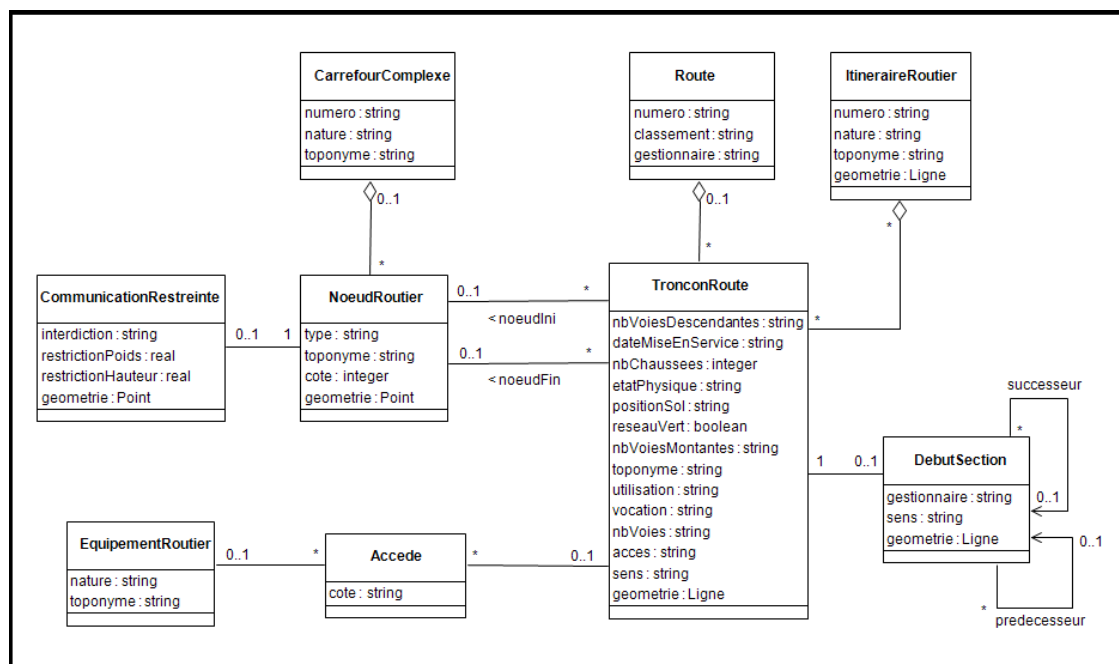 CarrefourComplexe
numero : string
nature : string
toponyme : string
0..1
*
Route
numero : string
classement : string
gestionnaire : string
0..1
*
ItineraireRoutier
numero : string
nature : string
toponyme : string
geometrie : Ligne
*
*
CommunicationRestreinte
interdiction : string
restrictionPoids : real
restrictionHauteur : real
geometrie : Point
0..1
1
NoeudRoutier
type : string
toponyme : string
cote : integer
geometrie : Point
0..1
*
< noeudIni
0..1
*
< noeudFin
TronconRoute
nbVoiesDescendantes : string
dateMiseEnService : string
nbChaussees : integer
etatPhysique : string
positionSol : string
reseauVert : boolean
nbVoiesMontantes : string
toponyme : string
utilisation : string
vocation : string
nbVoies : string
acces : string
sens : string
geometrie : Ligne
1
0..1
successeur
*
0..1
DebutSection
gestionnaire : string
sens : string
geometrie : Ligne
0..1
*
predecesseur
EquipementRoutier
nature : string
toponyme : string
0..1
*
Accede
cote : string
*
0..1